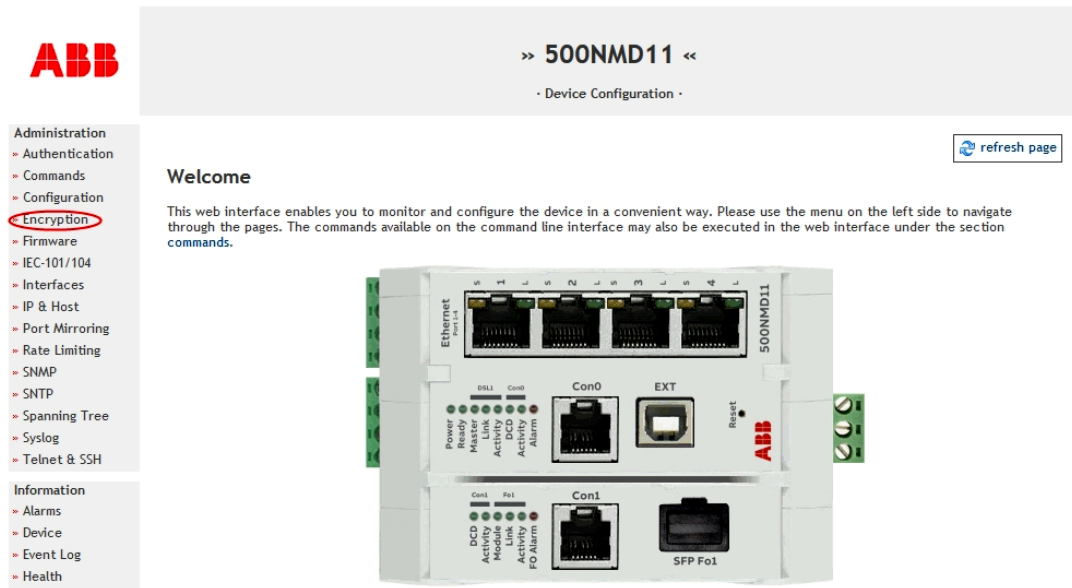 ABB
» 500NMD11 «
· Device Configuration ·
Administration
» Authentication
» Commands
» Configuration
» Encryption
» Firmware
» IEC-101/104
» Interfaces
» IP & Host
» Port Mirroring
» Rate Limiting
» SNMP
» SNTP
» Spanning Tree
» Syslog
» Telnet & SSH
Information
» Alarms
» Device
» Event Log
» Health
refresh page
Welcome
This web interface enables you to monitor and configure the device in a convenient way. Please use the menu on the left side to navigate
through the pages. The commands available on the command line interface may also be executed in the web interface under the section
commands.
S 1 L S 2 L S 3 L S 4 L
Ethernet
Port 1-4
500NMD11
DSL1 Con0
Con0
EXT
Reset
Power
Ready
Master
Link
Activity
DCD
Activity
Alarm
ABB
Con1 Fo1
Con1
DCD
Activity
Module
Link
Activity
FO Alarm
SFP Fo1